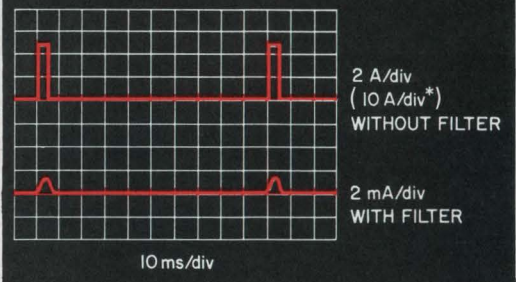 2 A/div
(10 A/div*)
WITHOUT FILTER
2 mA/div
WITH FILTER
10 ms/div